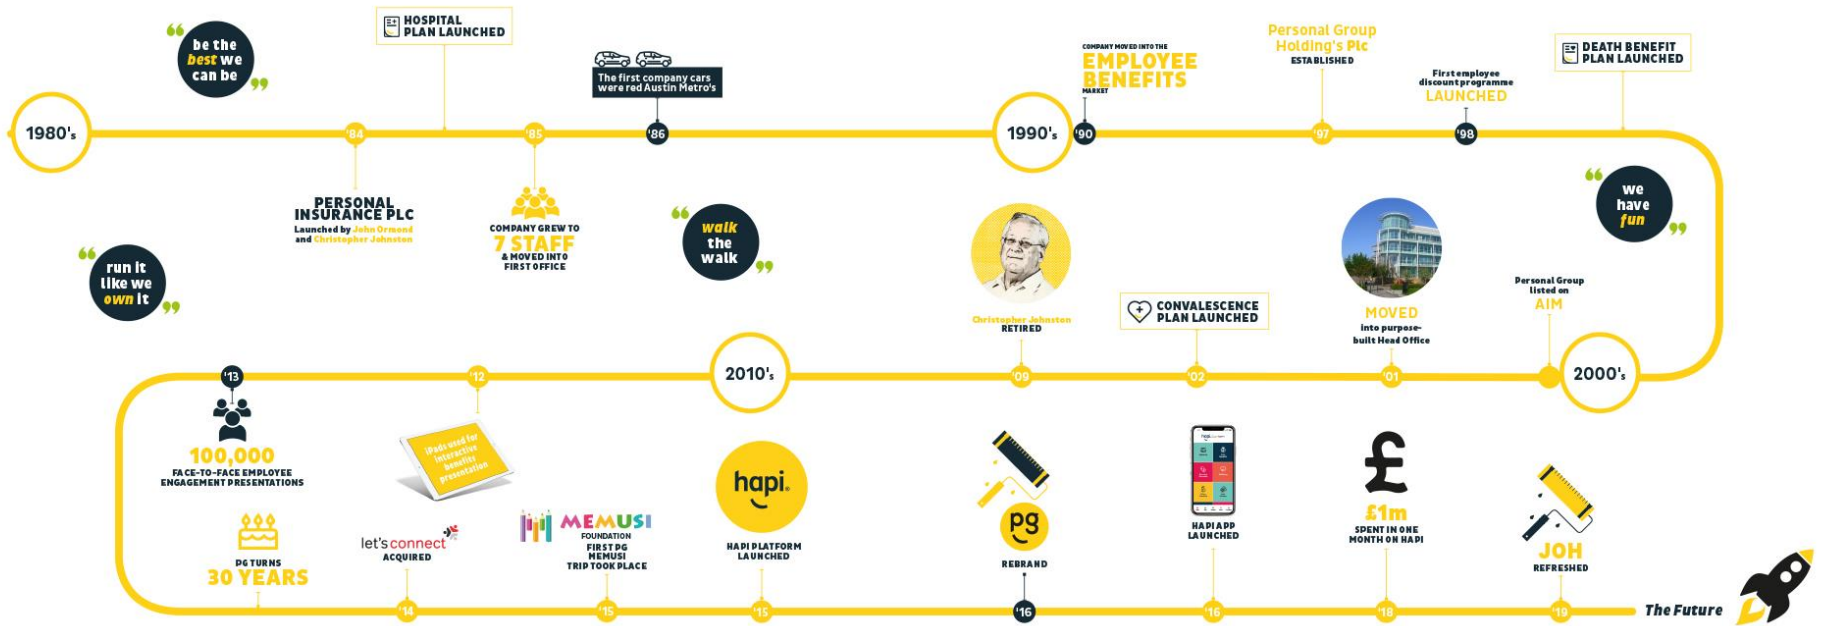 be the
best we
can be
HOSPITAL
PLAN LAUNCHED
The first company cars
were red Austin Metro's
COMPANY MOVED INTO THE
EMPLOYEE
BENEFITS
MARKET
Personal Group
Holding's Plc
ESTABLISHED
First employee
discount programme
LAUNCHED
DEATH BENEFIT
PLAN LAUNCHED
1980's
'84
'85
'86
1990's
'90
'97
'98
PERSONAL
INSURANCE PLC
Launched by John Ormond
and Christopher Johnston
COMPANY GREW TO
7 STAFF
& MOVED INTO
FIRST OFFICE
walk
the
walk
we
have
fun
run it
like we
own it
Christopher Johnston
RETIRED
CONVALESCENCE
PLAN LAUNCHED
MOVED
into purpose-
built Head Office
Personal Group
listed on
AIM
'13
'12
2010's
'09
'02
'01
2000's
100,000
FACE-TO-FACE EMPLOYEE
ENGAGEMENT PRESENTATIONS
iPads used for
interactive
benefits
presentation
PG TURNS
30 YEARS
let's connect
ACQUIRED
MEMUSI
FOUNDATION
FIRST PG
MEMUSI
TRIP TOOK PLACE
hapi
HAPI PLATFORM
LAUNCHED
pg
REBRAND
hapi
HAPI APP
LAUNCHED
£
£1m
SPENT IN ONE
MONTH ON HAPI
JOH
REFRESHED
'14
'15
'15
'16
'16
'18
'19
The Future